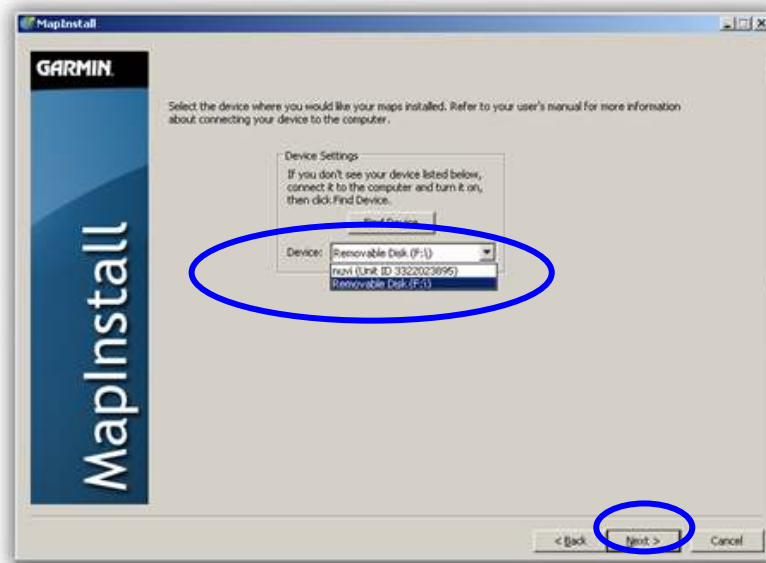 MapInstall
GARMIN.
Select the device where you would like your maps installed. Refer to your user's manual for more information
about connecting your device to the computer.
Device Settings
If you don't see your device listed below,
connect it to the computer and turn it on,
then click Find Device.
Find Device
Device: Removable Disk (F:\)
nuvi (Unit ID 3322023895)
Removable Disk (F:\)
MapInstall
< Back Next > Cancel